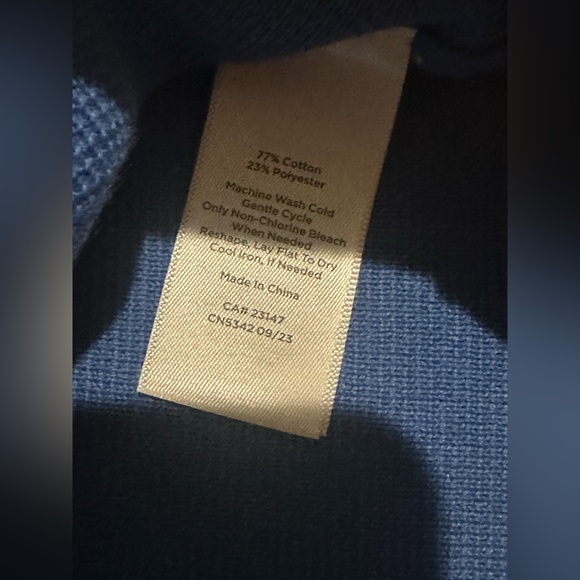 77% Cotton
23% Polyester
Machine Wash Cold
Gentle Cycle
Only Non-Chlorine Bleach
When Needed
Reshape, Lay Flat To Dry
Cool Iron, If Needed
Made In China
CA# 23147
CN5342 09/23